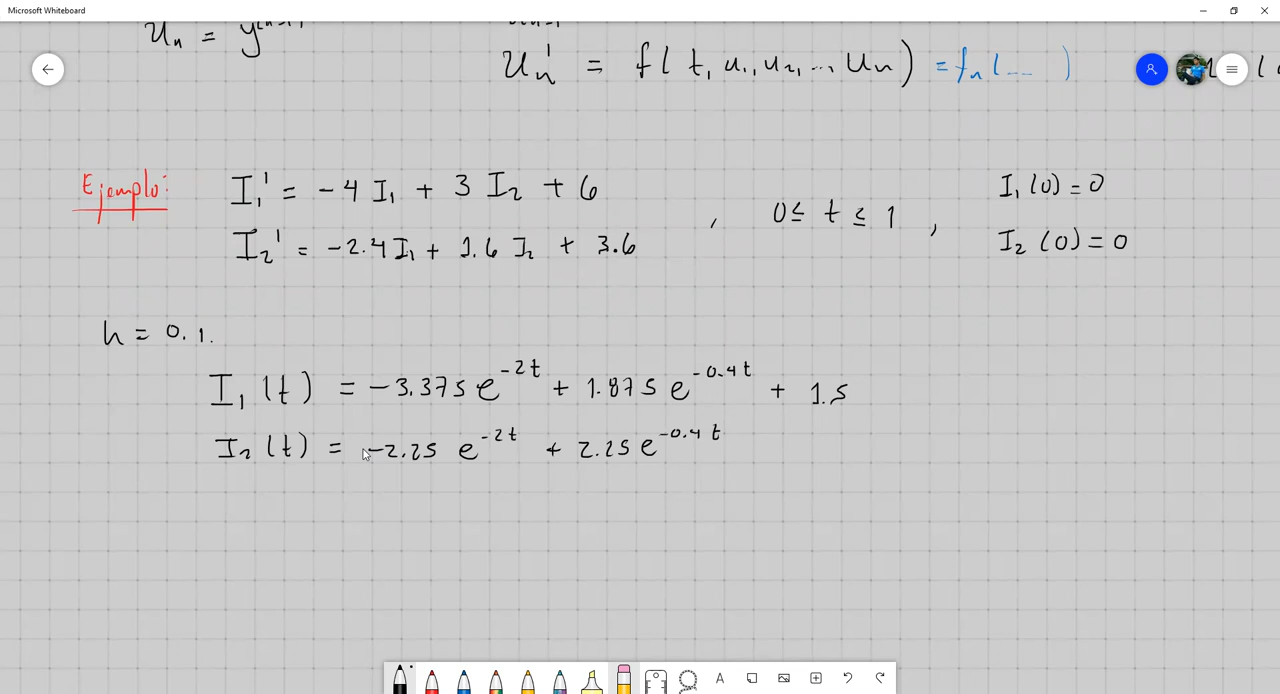 Microsoft Whiteboard
Un = y
Un' = f( t, u1, u2, ... Un) = fn(....)
Ejemplo:
I1' = -4 I1 + 3 I2 + 6
I2' = -2.4 I1 + 1.6 I2 + 3.6
, 0 ≤ t ≤ 1 ,
I1(0) = 0
I2(0) = 0
h = 0.1.
I1(t) = -3.375 e^{-2t} + 1.875 e^{-0.4t} + 1.5
I2(t) = -2.25 e^{-2t} + 2.25 e^{-0.4t}
A